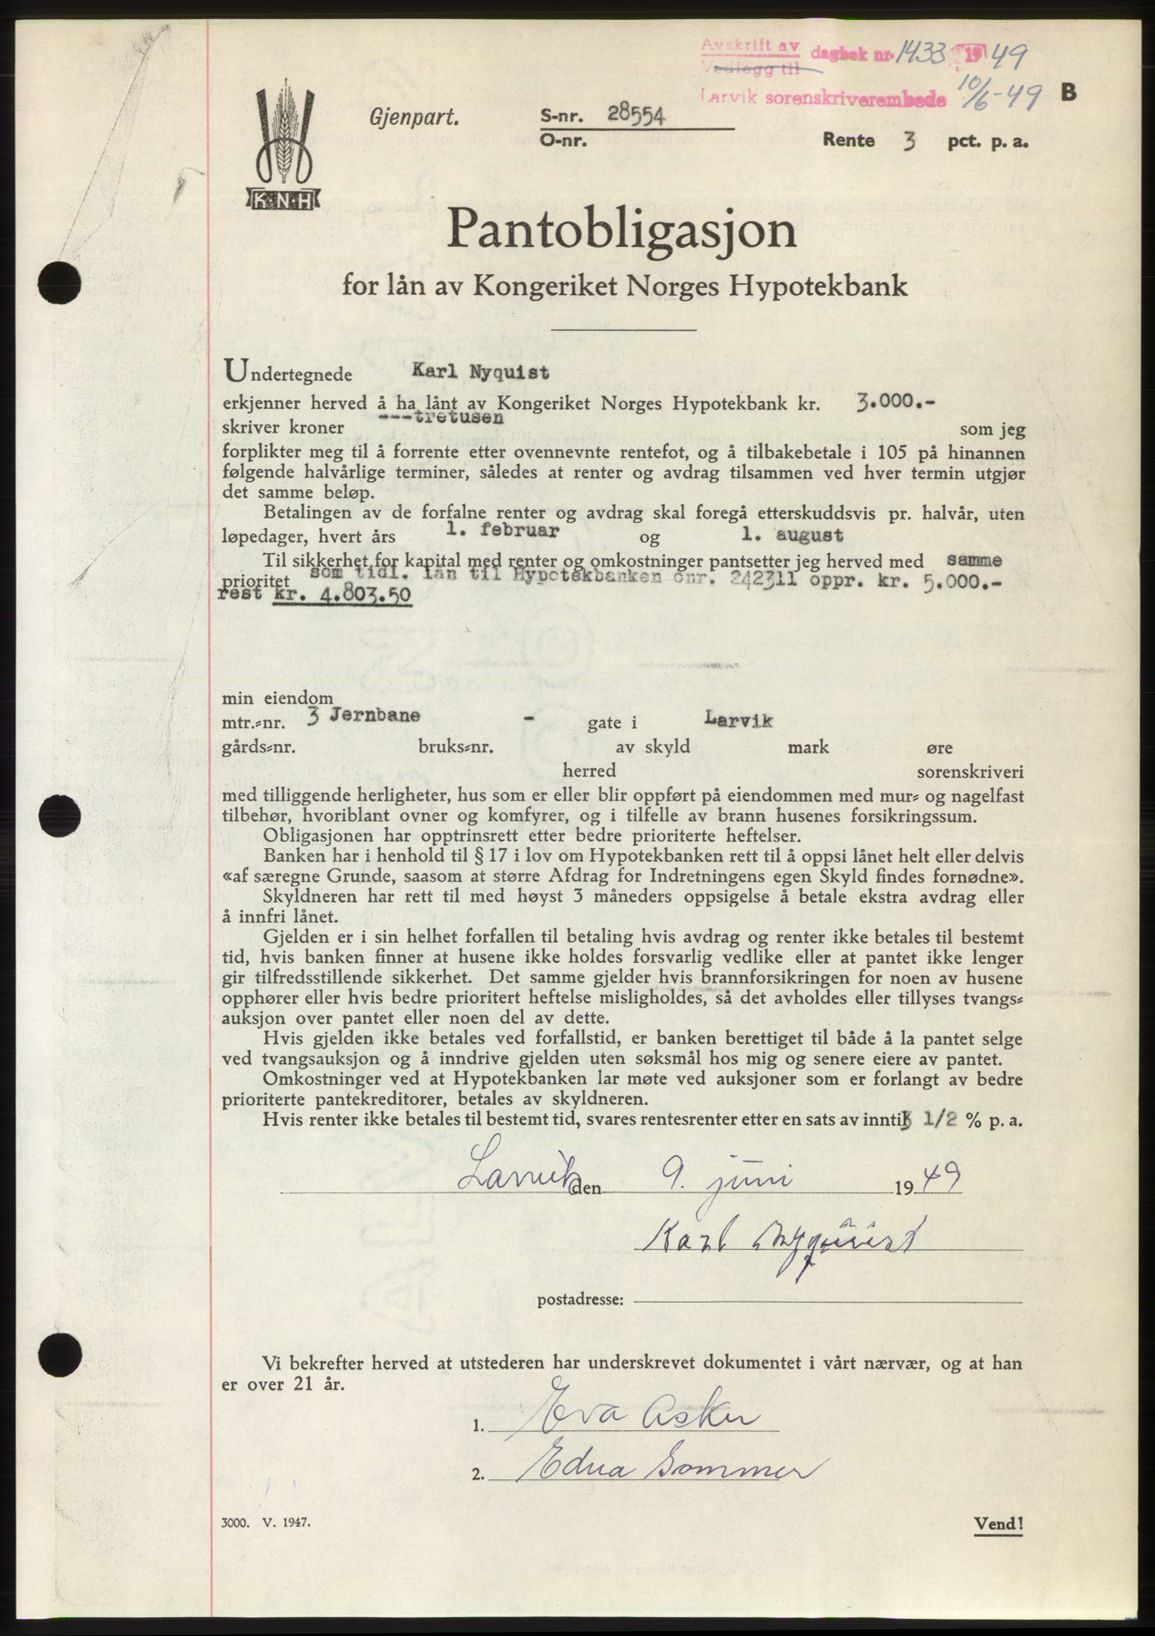 Avskrift av dagbok nr. 1433 1949
Vedlegg til
Larvik sorenskriverembede 10/6-49 B
Gjenpart.
S-nr. 28554
O-nr.
Rente 3 pct. p. a.
K·N·H
Pantobligasjon
for lån av Kongeriket Norges Hypotekbank
Undertegnede Karl Nyquist
erkjenner herved å ha lånt av Kongeriket Norges Hypotekbank kr. 3.000.-
skriver kroner ---tretusen som jeg
forplikter meg til å forrente etter ovennevnte rentefot, og å tilbakebetale i 105 på hinannen
følgende halvårlige terminer, således at renter og avdrag tilsammen ved hver termin utgjør
det samme beløp.
Betalingen av de forfalne renter og avdrag skal foregå etterskuddsvis pr. halvår, uten
løpedager, hvert års 1. februar og 1. august
Til sikkerhet for kapital med renter og omkostninger pantsetter jeg herved med samme
prioritet som tidl. lån til Hypotekbanken onr. 242311 oppr. kr. 5.000.-
rest kr. 4.803.50
min eiendom
mtr.-nr. 3 Jernbane - gate i Larvik
gårds-nr. bruks-nr. av skyld mark øre
herred sorenskriveri
med tilliggende herligheter, hus som er eller blir oppført på eiendommen med mur- og nagelfast
tilbehør, hvoriblant ovner og komfyrer, og i tilfelle av brann husenes forsikringssum.
Obligasjonen har opptrinsrett etter bedre prioriterte heftelser.
Banken har i henhold til § 17 i lov om Hypotekbanken rett til å oppsi lånet helt eller delvis
«af særegne Grunde, saasom at større Afdrag for Indretningens egen Skyld findes fornødne».
Skyldneren har rett til med høyst 3 måneders oppsigelse å betale ekstra avdrag eller
å innfri lånet.
Gjelden er i sin helhet forfallen til betaling hvis avdrag og renter ikke betales til bestemt
tid, hvis banken finner at husene ikke holdes forsvarlig vedlike eller at pantet ikke lenger
gir tilfredsstillende sikkerhet. Det samme gjelder hvis brannforsikringen for noen av husene
opphører eller hvis bedre prioritert heftelse misligholdes, så det avholdes eller tillyses tvangs-
auksjon over pantet eller noen del av dette.
Hvis gjelden ikke betales ved forfallstid, er banken berettiget til både å la pantet selge
ved tvangsauksjon og å inndrive gjelden uten søksmål hos mig og senere eiere av pantet.
Omkostninger ved at Hypotekbanken lar møte ved auksjoner som er forlangt av bedre
prioriterte pantekreditorer, betales av skyldneren.
Hvis renter ikke betales til bestemt tid, svares rentesrenter etter en sats av inntil 3 1/2 % p. a.
Larvik den 9. juni 1949
Karl Nyquist
postadresse:
Vi bekrefter herved at utstederen har underskrevet dokumentet i vårt nærvær, og at han
er over 21 år.
1. Eva Asker
2. Edna Sommer
3000. V. 1947.
Vend!